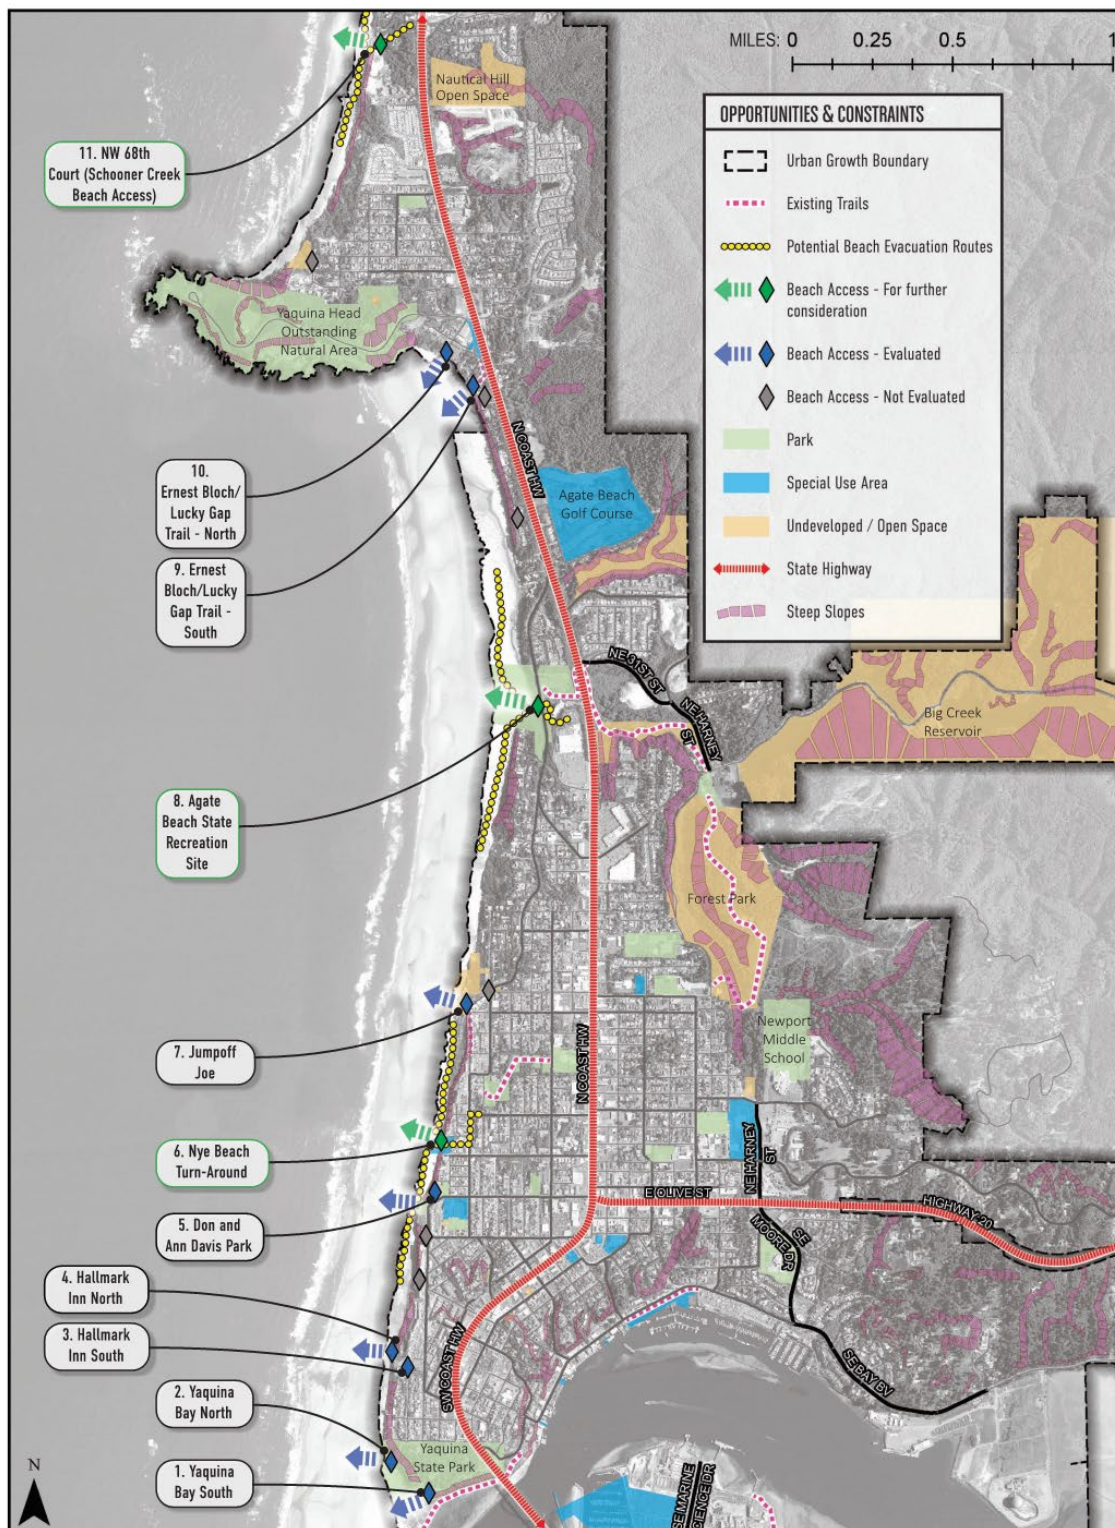 MILES: 0 0.25 0.5 1
OPPORTUNITIES & CONSTRAINTS
Urban Growth Boundary
Existing Trails
Potential Beach Evacuation Routes
Beach Access - For further
consideration
Beach Access - Evaluated
Beach Access - Not Evaluated
Park
Special Use Area
Undeveloped / Open Space
State Highway
Steep Slopes
Nautical Hill
Open Space
11. NW 68th
Court (Schooner Creek
Beach Access)
Yaquina Head
Outstanding
Natural Area
10.
Ernest Bloch/
Lucky Gap
Trail - North
9. Ernest
Bloch/Lucky
Gap Trail -
South
N COAST HW
Agate Beach
Golf Course
NE 31ST ST
NE HARNEY
ST
Big Creek
Reservoir
8. Agate
Beach State
Recreation
Site
Forest Park
7. Jumpoff
Joe
N COAST HW
Newport
Middle
School
6. Nye Beach
Turn-Around
NE HARNEY
ST
E OLIVE ST
HIGHWAY 20
5. Don and
Ann Davis Park
SE
MOORE DR
4. Hallmark
Inn North
3. Hallmark
Inn South
SW COAST HW
SE BAY BV
2. Yaquina
Bay North
Yaquina
State Park
1. Yaquina
Bay South
SE MARINE
SCIENCE DR
N